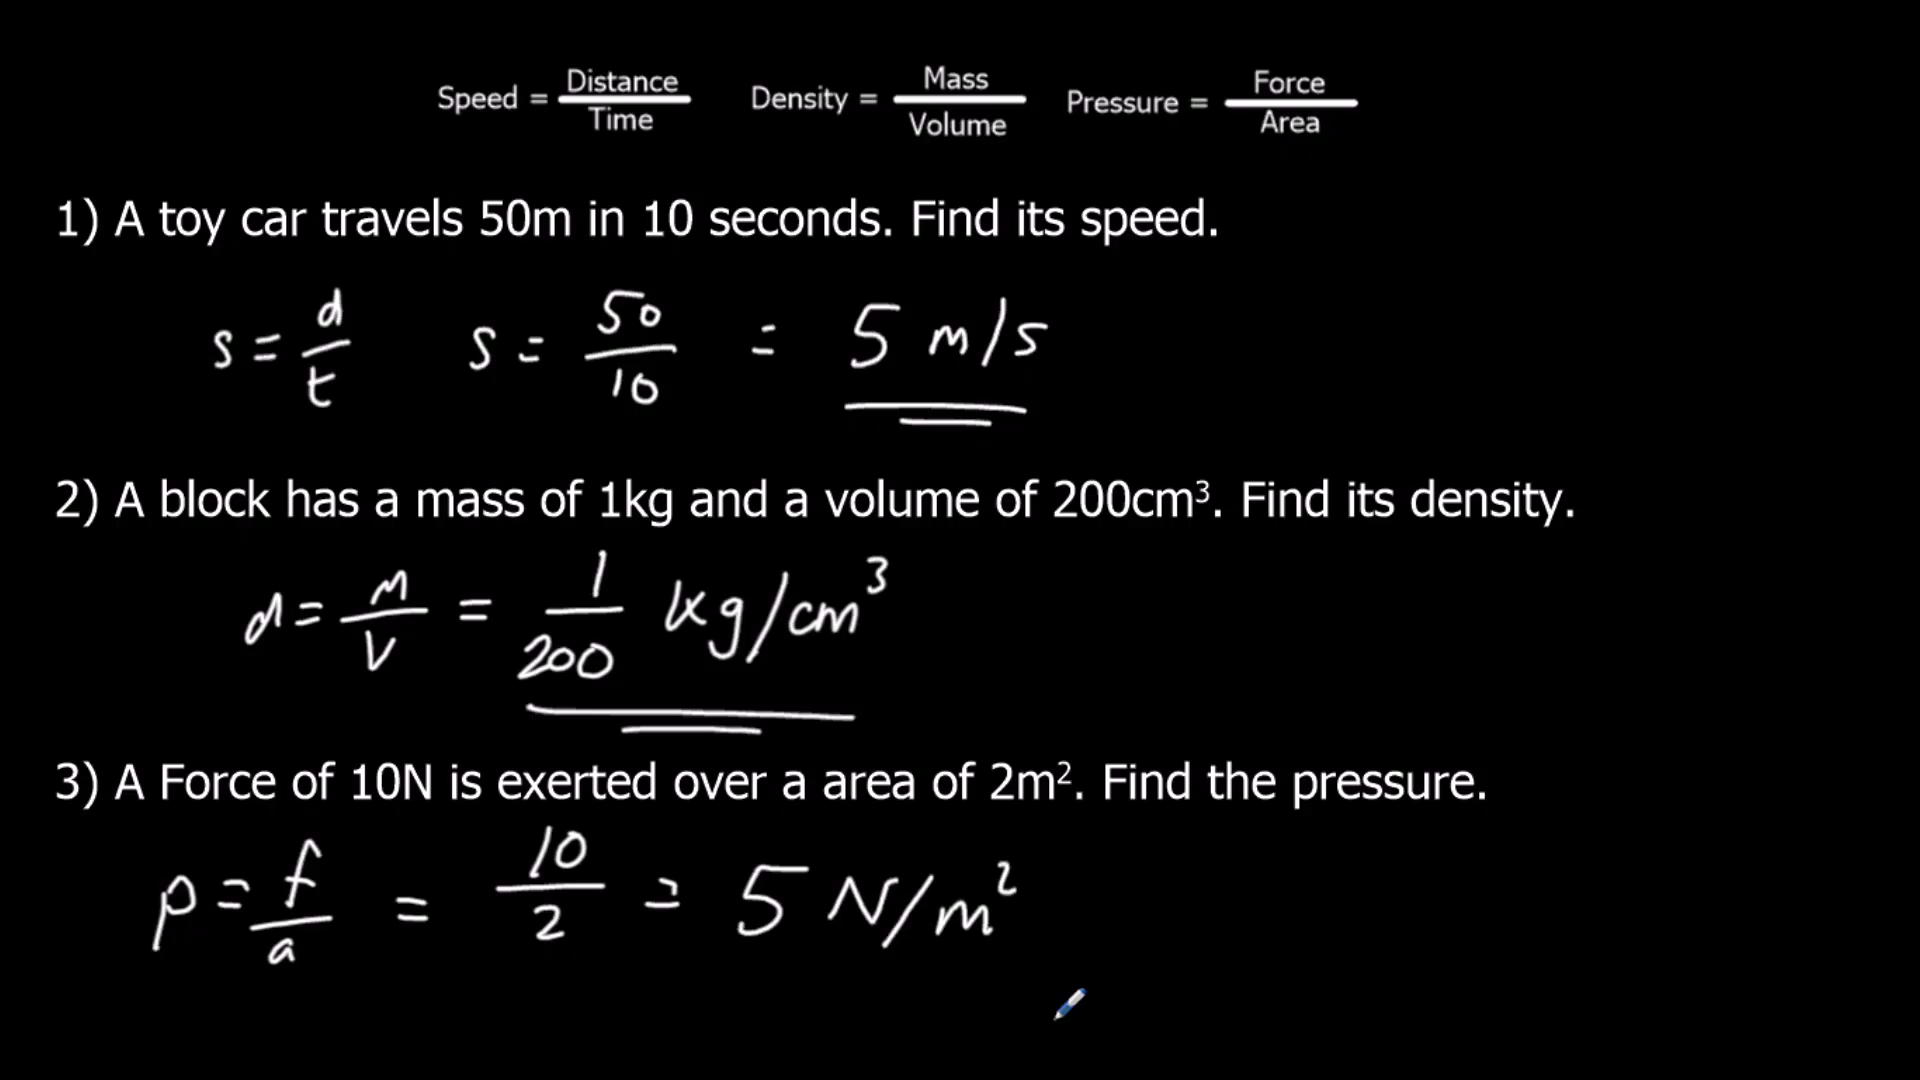 Speed = Distance / Time Density = Mass / Volume Pressure = Force / Area
1) A toy car travels 50m in 10 seconds. Find its speed.
s = d/t s = 50/10 = 5 m/s
2) A block has a mass of 1kg and a volume of 200cm³. Find its density.
d = M/V = 1/200 kg/cm³
3) A Force of 10N is exerted over a area of 2m². Find the pressure.
p = f/a = 10/2 = 5 N/m²